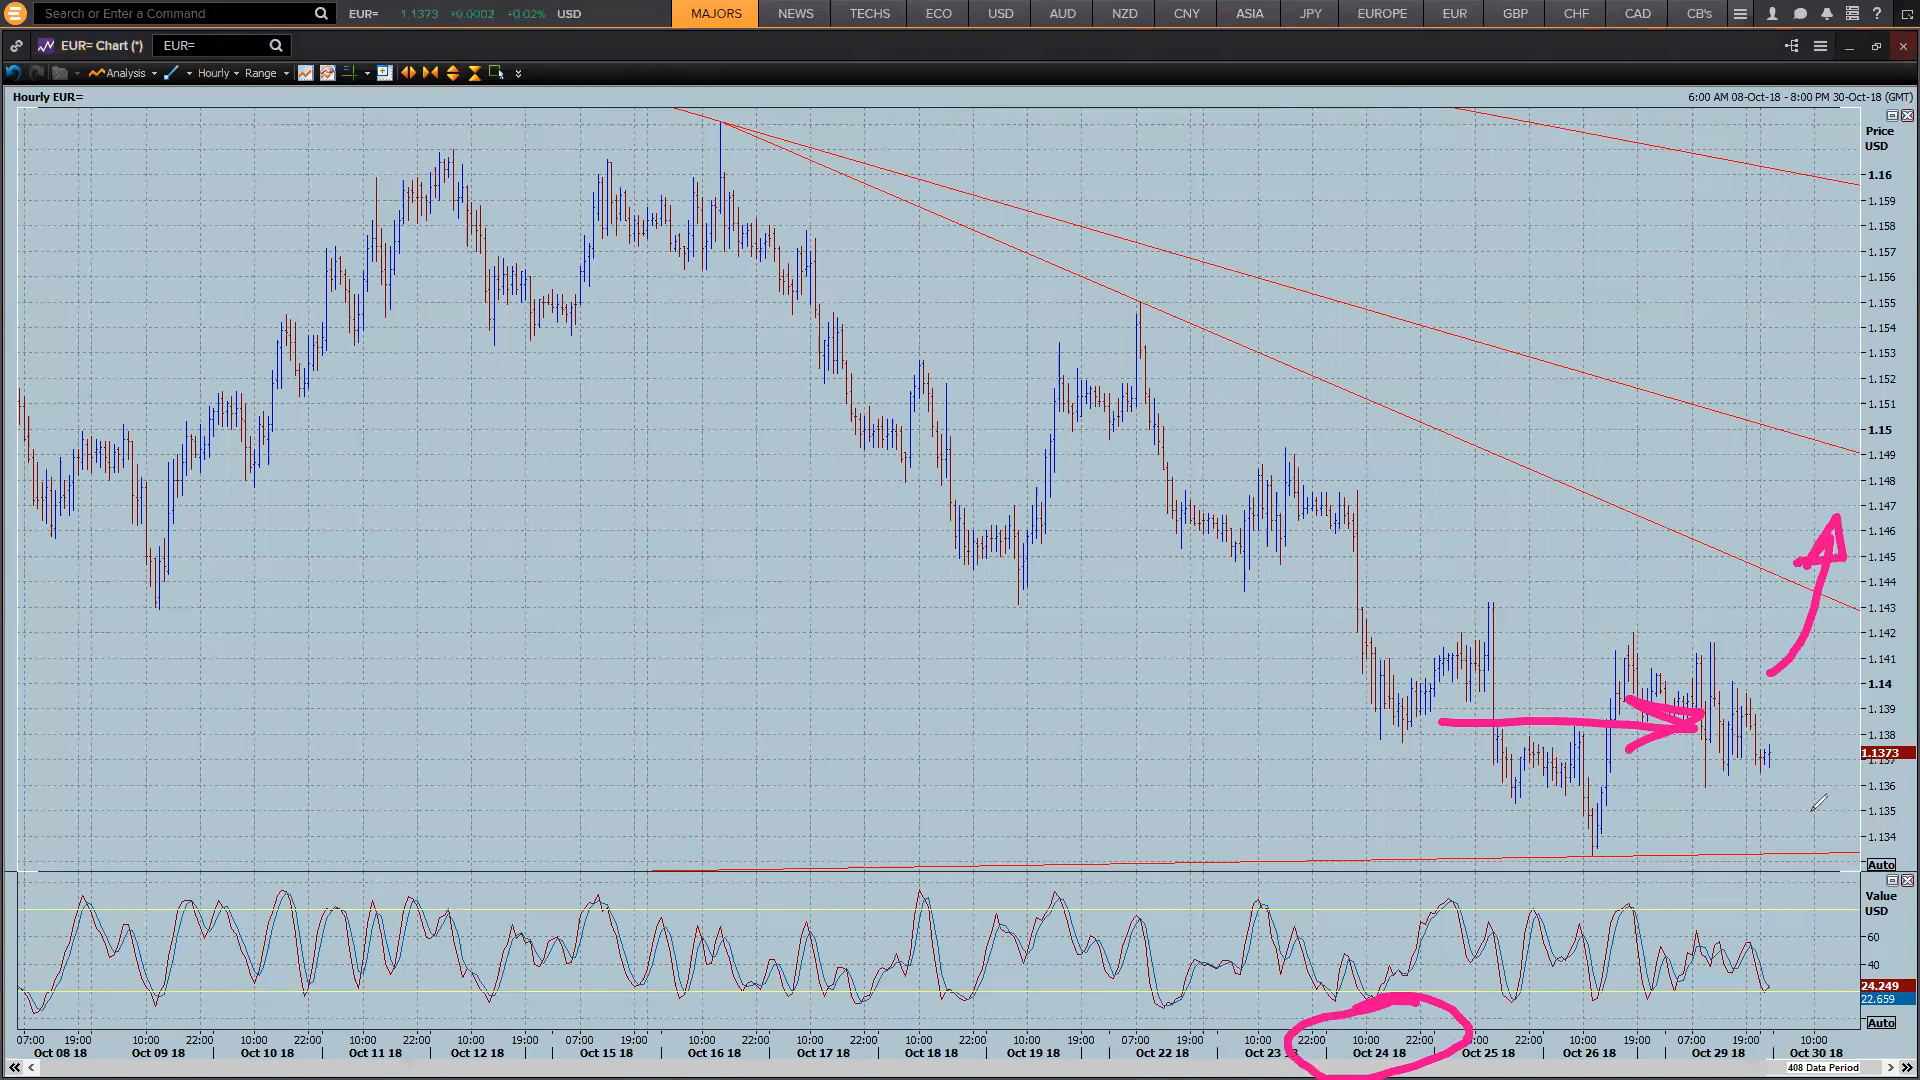 Search or Enter a Command EUR= 1.1373 +0.0002 +0.02% USD MAJORS NEWS TECHS ECO USD AUD NZD CNY ASIA JPY EUROPE EUR GBP CHF CAD CB's ?
EUR= Chart (*) EUR=
Analysis Hourly Range
Hourly EUR= 6:00 AM 08-Oct-18 - 8:00 PM 30-Oct-18 (GMT)
Price
USD
1.16
1.159
1.158
1.157
1.156
1.155
1.154
1.153
1.152
1.151
1.15
1.149
1.148
1.147
1.146
1.145
1.144
1.143
1.142
1.141
1.14
1.139
1.138
1.1373
1.137
1.136
1.135
1.134
Auto
Value
USD
60
40
24.249
22.659
Auto
07:00 19:00 10:00 22:00 10:00 22:00 10:00 22:00 10:00 22:00 07:00 19:00 10:00 22:00 10:00 22:00 10:00 22:00 10:00 22:00 07:00 19:00 10:00 22:00 10:00 22:00 10:00 22:00 10:00 19:00 07:00 19:00 10:00
Oct 08 18 Oct 09 18 Oct 10 18 Oct 11 18 Oct 12 18 Oct 15 18 Oct 16 18 Oct 17 18 Oct 18 18 Oct 19 18 Oct 22 18 Oct 23 Oct 24 18 Oct 25 18 Oct 26 18 Oct 29 18 Oct 30 18
408 Data Period